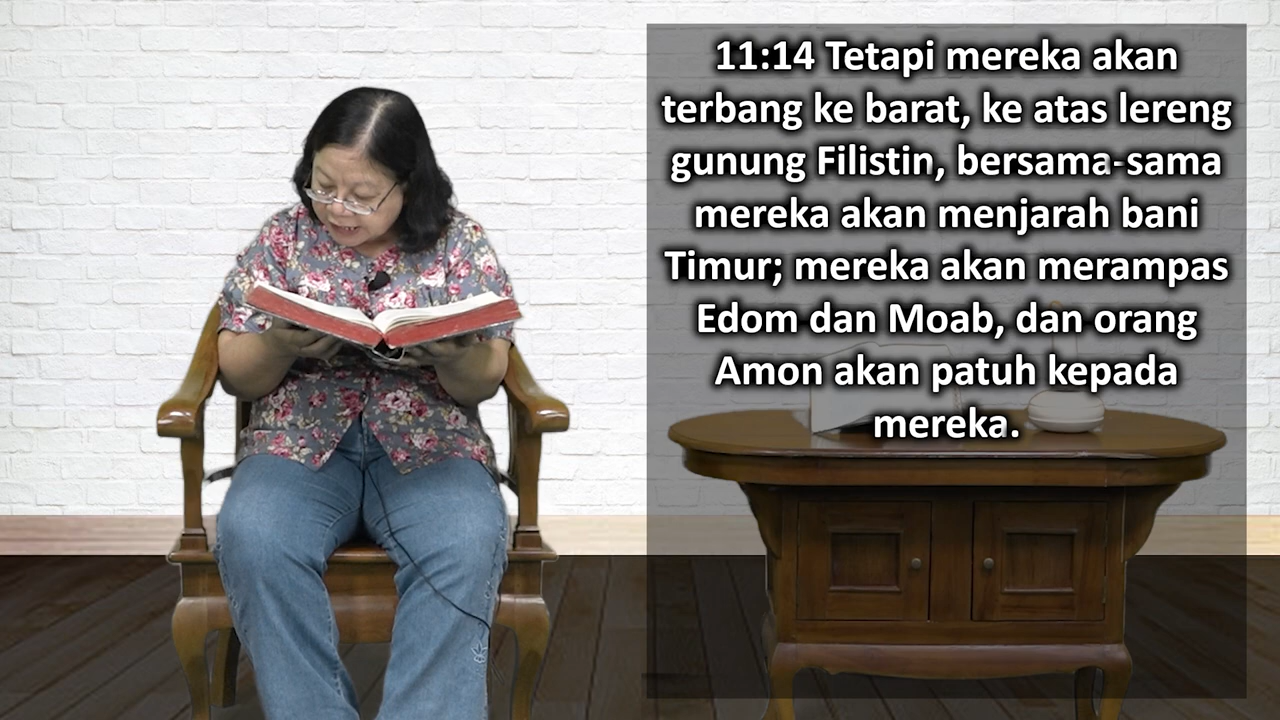 11:14 Tetapi mereka akan
terbang ke barat, ke atas lereng
gunung Filistin, bersama-sama
mereka akan menjarah bani
Timur; mereka akan merampas
Edom dan Moab, dan orang
Amon akan patuh kepada
mereka.